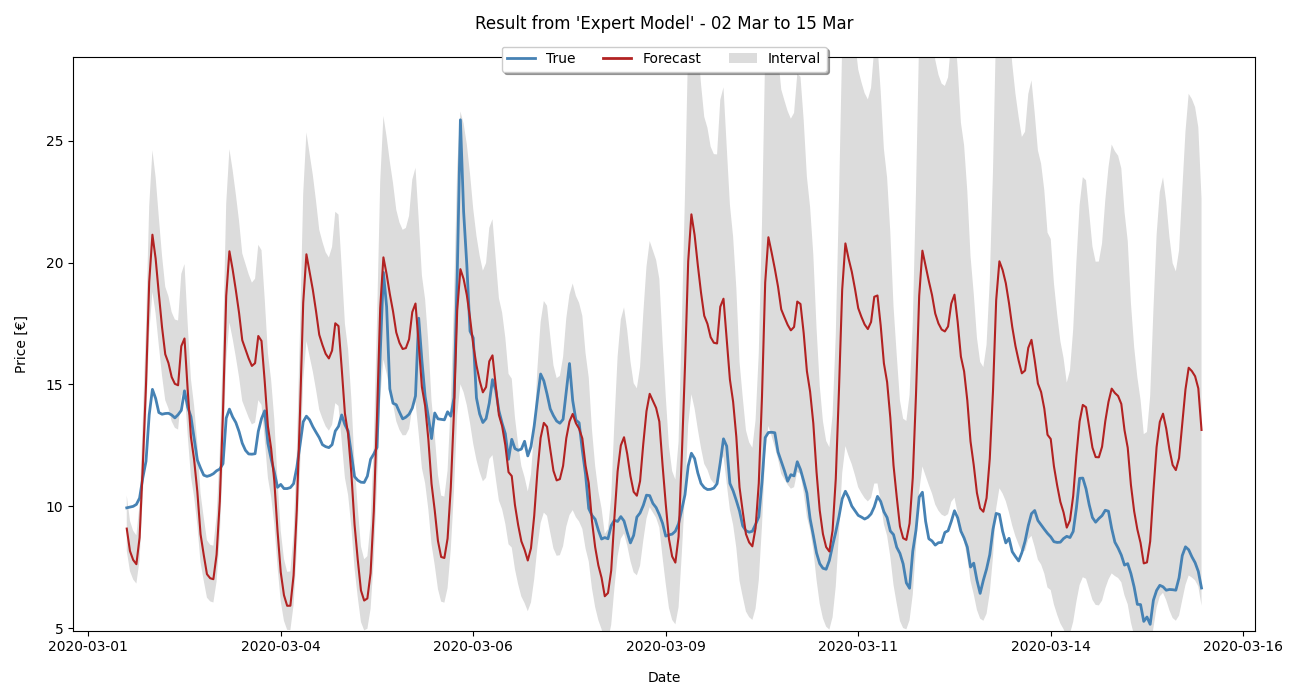 Result from 'Expert Model' - 02 Mar to 15 Mar
True Forecast Interval
25
20
15
10
5
Price [€]
2020-03-01 2020-03-04 2020-03-06 2020-03-09 2020-03-11 2020-03-14 2020-03-16
Date